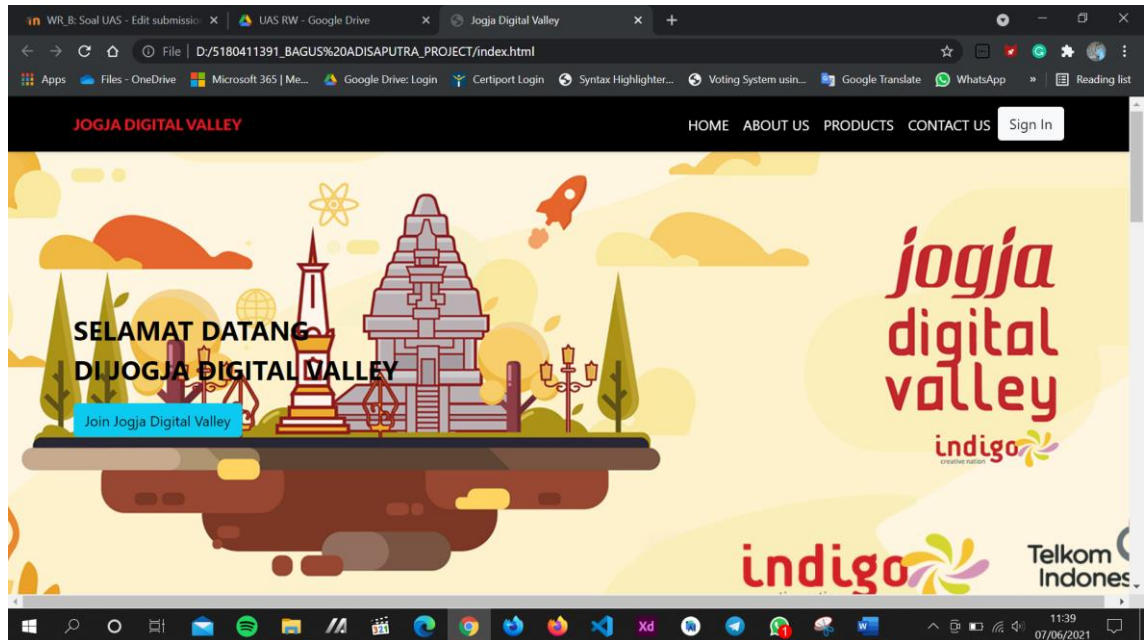 WR_B: Soal UAS - Edit submissio
UAS RW - Google Drive
Jogja Digital Valley
File
D:/5180411391_BAGUS%20ADISAPUTRA_PROJECT/index.html
Apps
Files - OneDrive
Microsoft 365 | Me...
Google Drive: Login
Certiport Login
Syntax Highlighter...
Voting System usin...
Google Translate
WhatsApp
»
Reading list
JOGJA DIGITAL VALLEY
HOME
ABOUT US
PRODUCTS
CONTACT US
Sign In
jogja
digital
valley
indigo
creative nation
SELAMAT DATANG
DI JOGJA DIGITAL VALLEY
Join Jogja Digital Valley
indigo
Telkom
Indones
11:39
07/06/2021